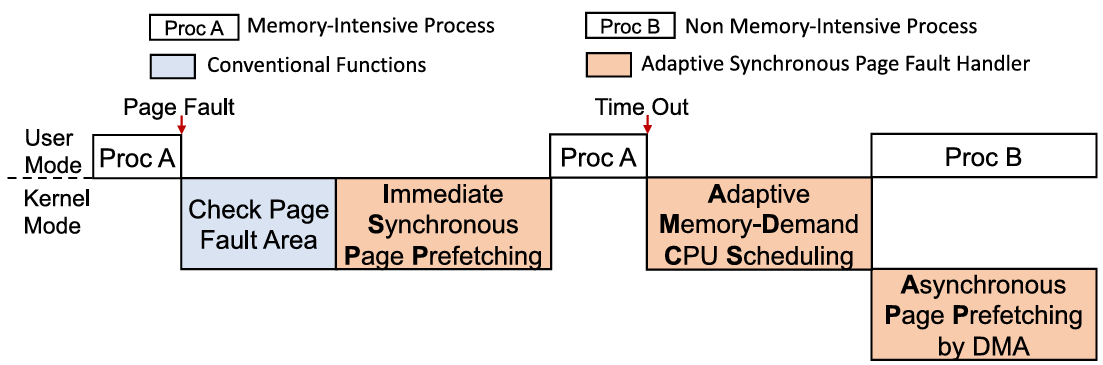 Proc A Memory-Intensive Process
Proc B Non Memory-Intensive Process
Conventional Functions
Adaptive Synchronous Page Fault Handler
Page Fault
Time Out
User
Mode
Kernel
Mode
Proc A
Check Page
Fault Area
Immediate
Synchronous
Page Prefetching
Proc A
Adaptive
Memory-Demand
CPU Scheduling
Proc B
Asynchronous
Page Prefetching
by DMA